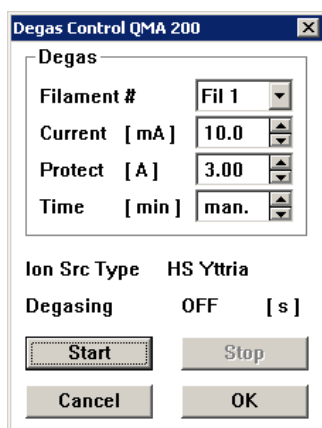 Degas Control QMA 200
Degas
Filament # Fil 1
Current [ mA ] 10.0
Protect [ A ] 3.00
Time [ min ] man.
Ion Src Type HS Yttria
Degasing OFF [ s ]
Start Stop
Cancel OK